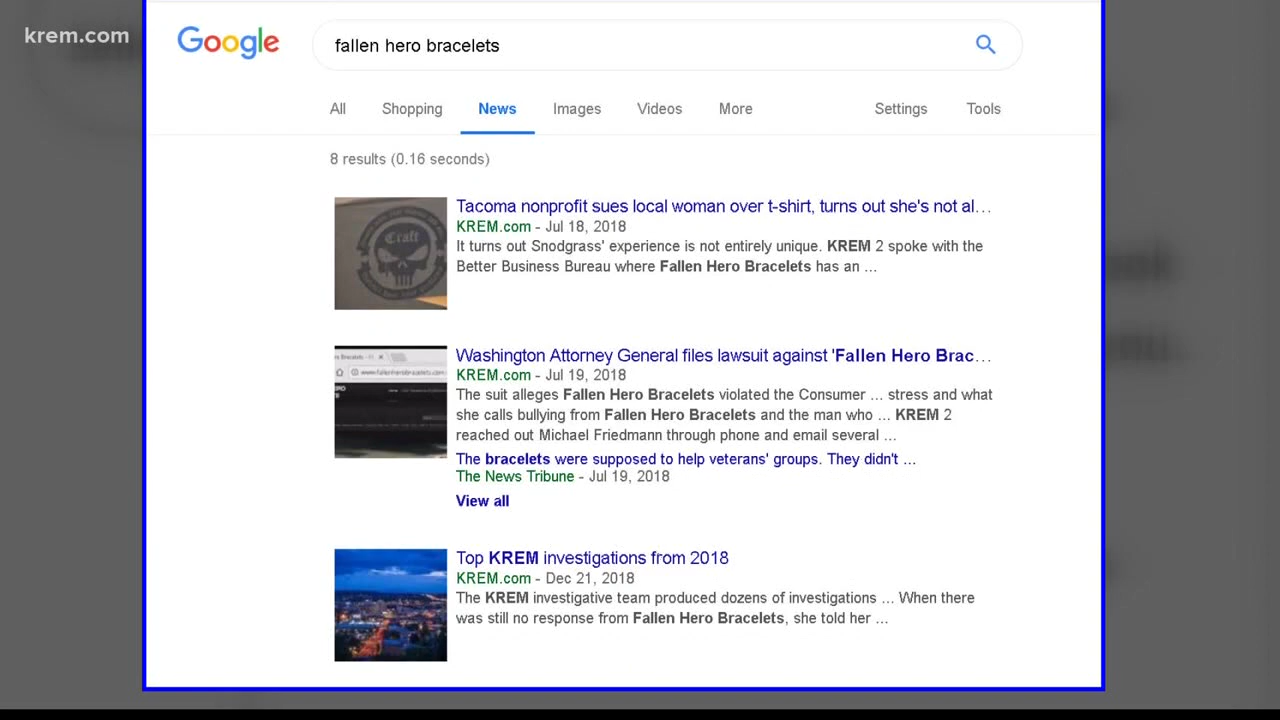 krem.com
Google
fallen hero bracelets
All Shopping News Images Videos More Settings Tools
8 results (0.16 seconds)
Craft
Tacoma nonprofit sues local woman over t-shirt, turns out she's not al...
KREM.com - Jul 18, 2018
It turns out Snodgrass' experience is not entirely unique. KREM 2 spoke with the
Better Business Bureau where Fallen Hero Bracelets has an ...
Washington Attorney General files lawsuit against 'Fallen Hero Brac...
KREM.com - Jul 19, 2018
The suit alleges Fallen Hero Bracelets violated the Consumer ... stress and what
she calls bullying from Fallen Hero Bracelets and the man who ... KREM 2
reached out Michael Friedmann through phone and email several ...
The bracelets were supposed to help veterans' groups. They didn't ...
The News Tribune - Jul 19, 2018
View all
Top KREM investigations from 2018
KREM.com - Dec 21, 2018
The KREM investigative team produced dozens of investigations ... When there
was still no response from Fallen Hero Bracelets, she told her ...